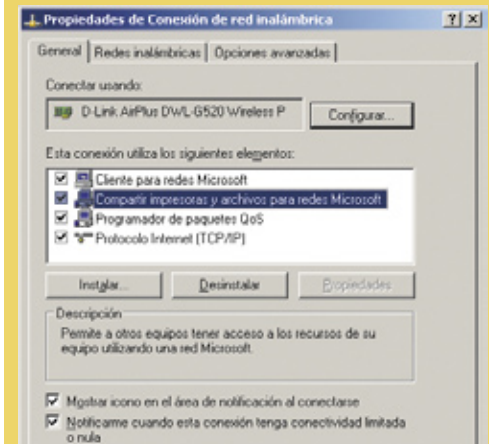 Propiedades de Conexión de red inalámbrica
General Redes inalámbricas Opciones avanzadas
Conectar usando:
D-Link AirPlus DWL-G520 Wireless P Configurar...
Esta conexión utiliza los siguientes elementos:
Cliente para redes Microsoft
Compartir impresoras y archivos para redes Microsoft
Programador de paquetes QoS
Protocolo Internet (TCP/IP)
Instalar... Desinstalar Propiedades
Descripción
Permite a otros equipos tener acceso a los recursos de su
equipo utilizando una red Microsoft.
Mostrar icono en el área de notificación al conectarse
Notificarme cuando esta conexión tenga conectividad limitada
o nula